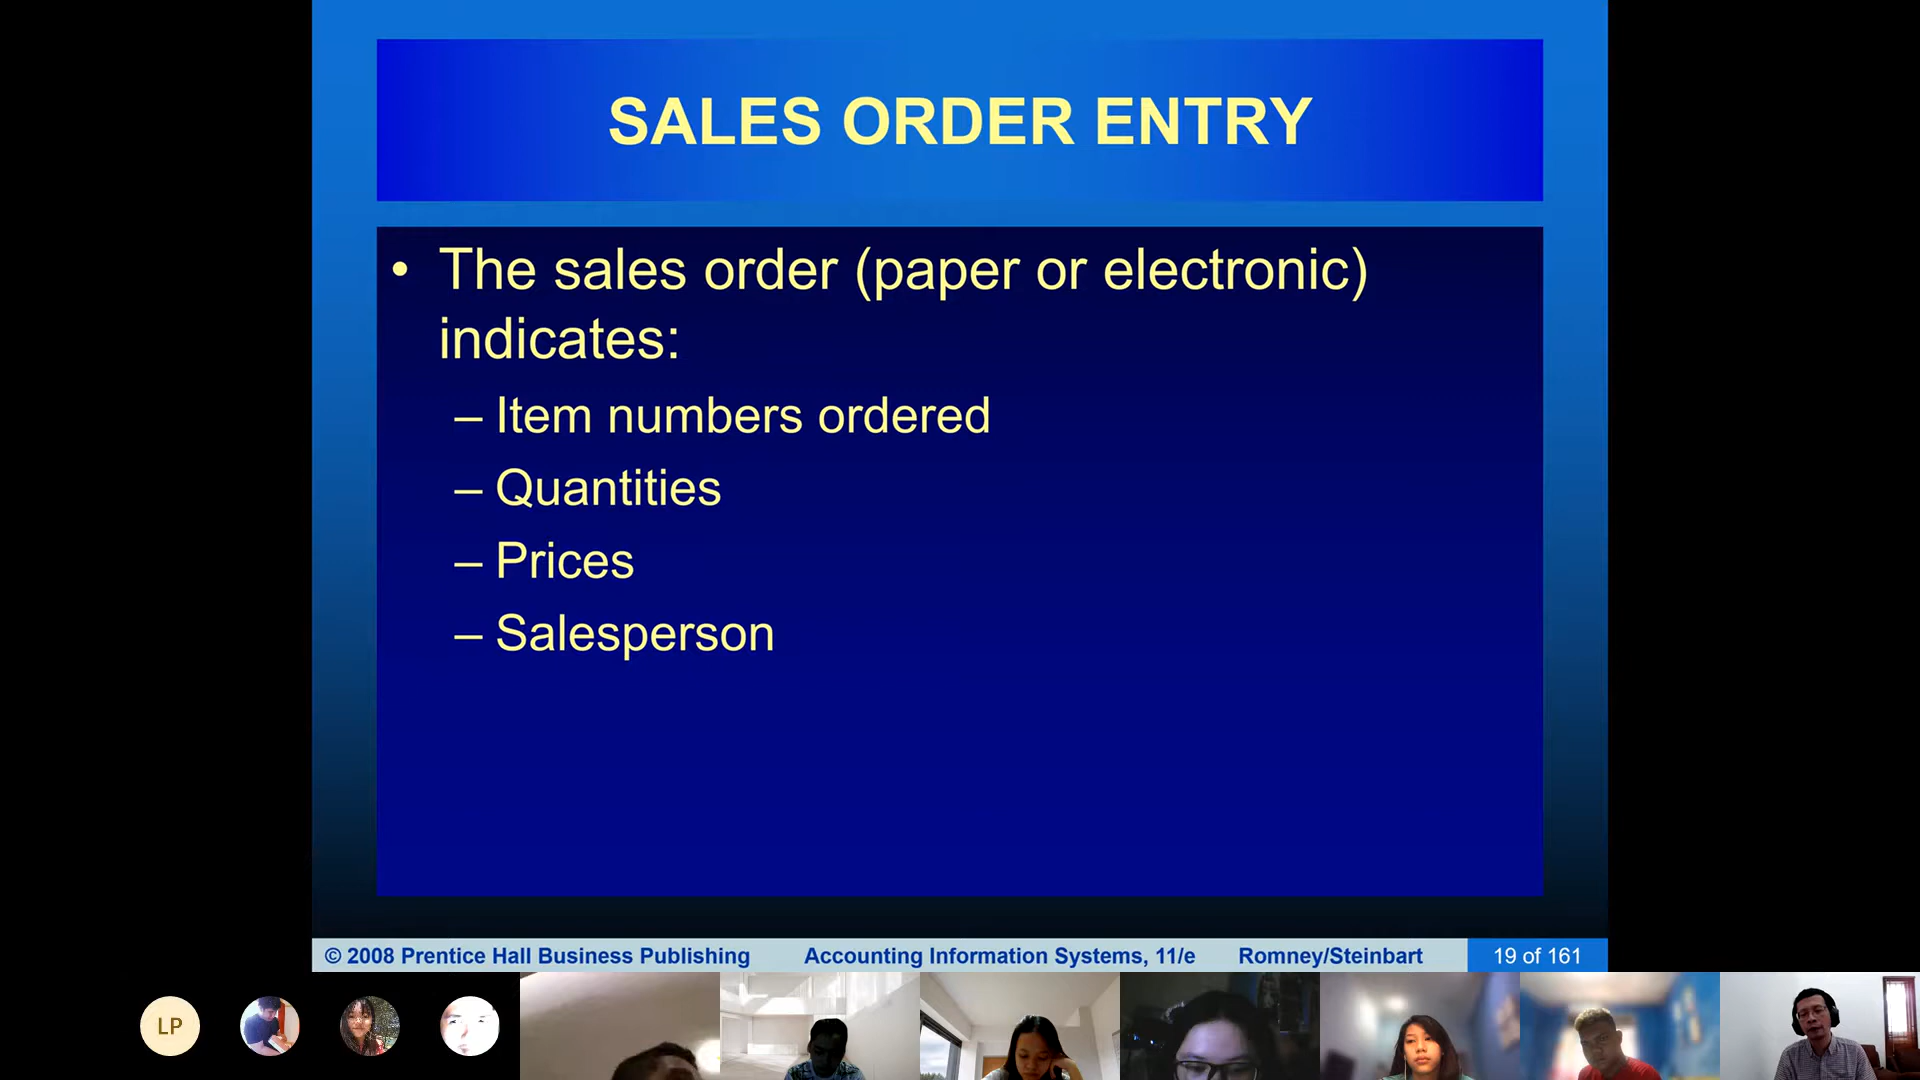 SALES ORDER ENTRY
• The sales order (paper or electronic)
indicates:
– Item numbers ordered
– Quantities
– Prices
– Salesperson
© 2008 Prentice Hall Business Publishing Accounting Information Systems, 11/e Romney/Steinbart 19 of 161
LP